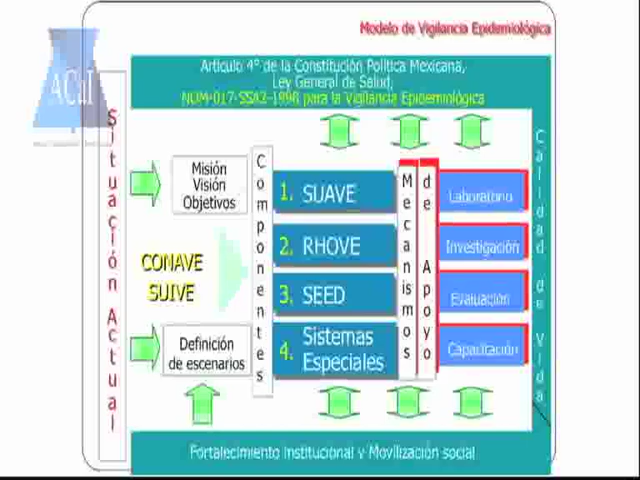 Modelo de Vigilancia Epidemiológica
ACaI
Artículo 4° de la Constitución Política Mexicana,
Ley General de Salud,
NOM-017-SSA2-1998 para la Vigilancia Epidemiológica
Situación Actual
Misión
Visión
Objetivos
CONAVE
SUIVE
Definición
de escenarios
Componentes
1. SUAVE
2. RHOVE
3. SEED
4. Sistemas
Especiales
Mecanismos
de Apoyo
Laboratorio
Investigación
Evaluación
Capacitación
Calidad de Vida
Fortalecimiento institucional y Movilización social